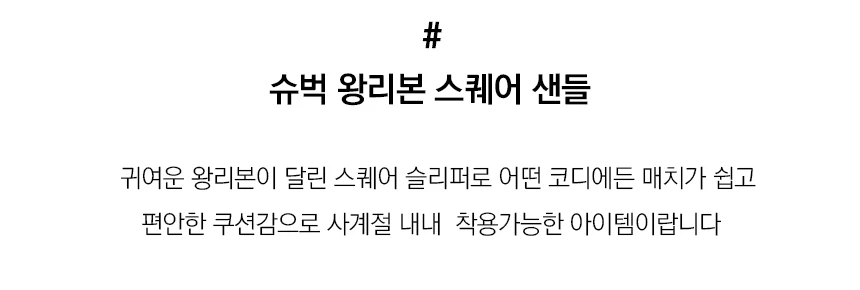 #
슈벅 왕리본 스퀘어 샌들
귀여운 왕리본이 달린 스퀘어 슬리퍼로 어떤 코디에든 매치가 쉽고
편안한 쿠션감으로 사계절 내내  착용가능한 아이템이랍니다